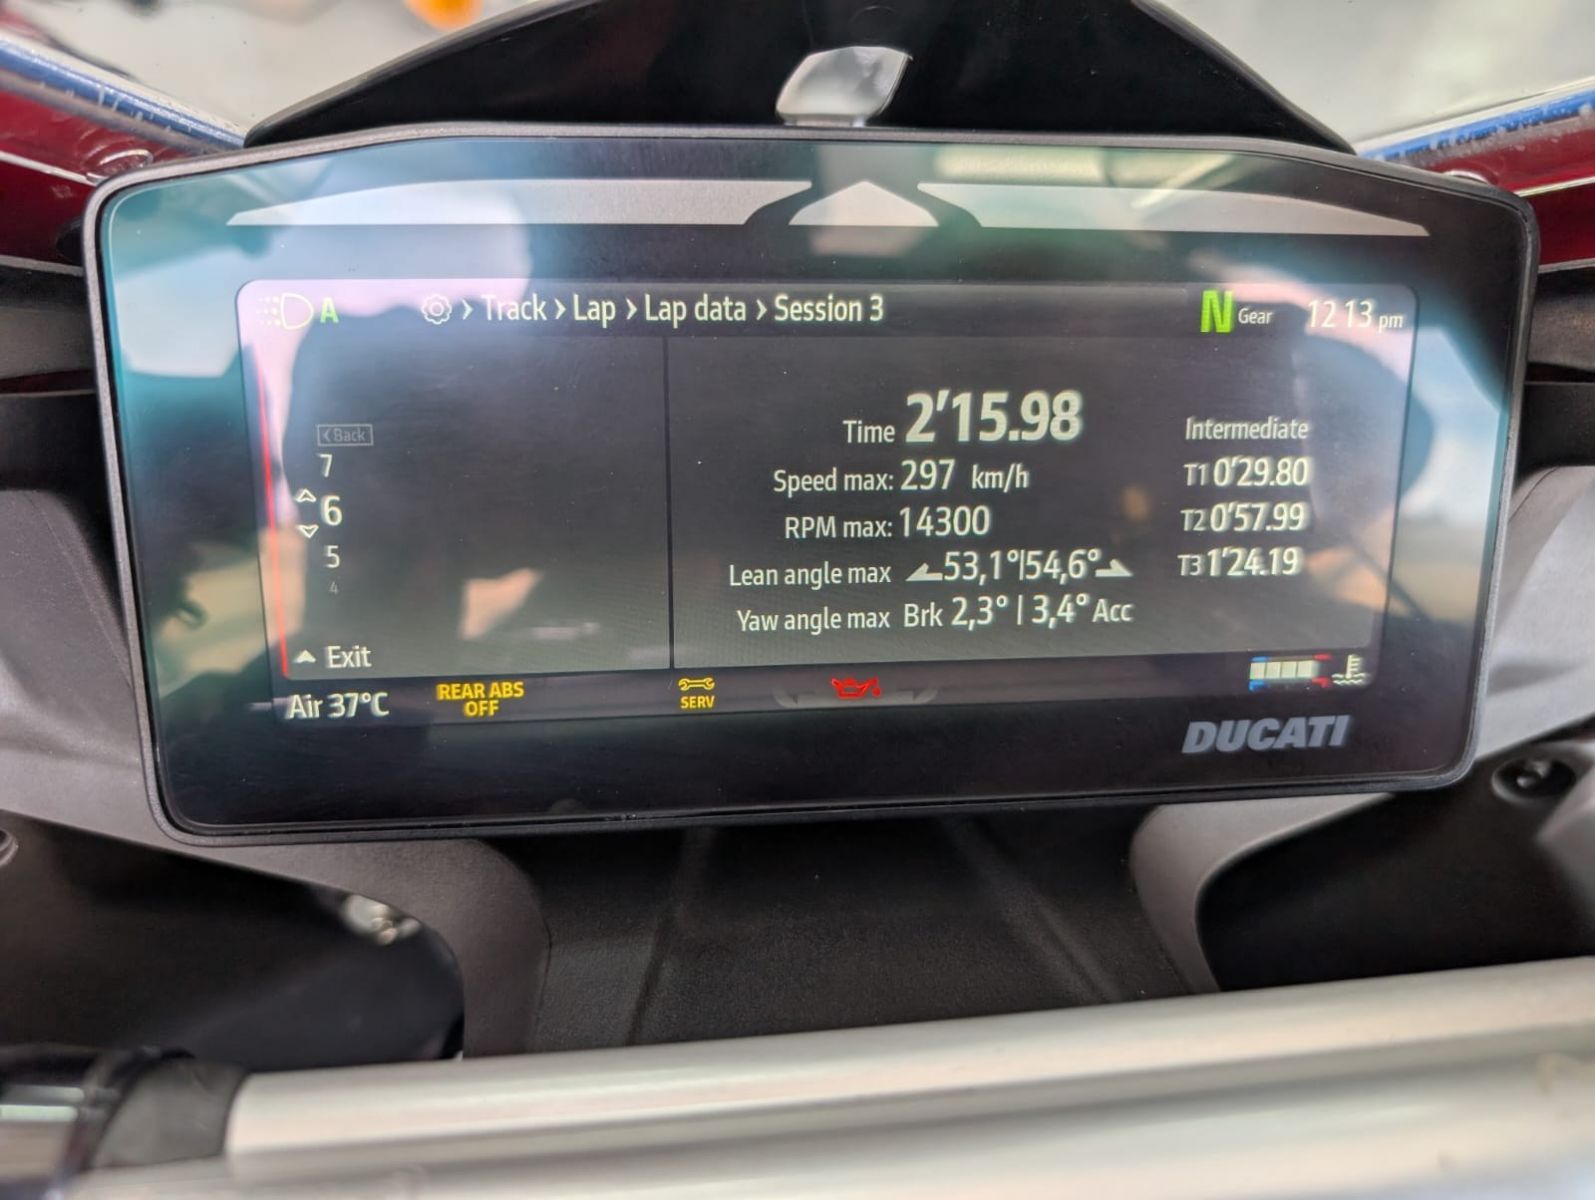 A > Track > Lap > Lap data > Session 3 N Gear 12 13 pm
< Back
7
6
5
4
Exit
Time 2'15.98
Speed max: 297 km/h
RPM max: 14300
Lean angle max 53,1°|54,6°
Yaw angle max Brk 2,3° | 3,4° Acc
Intermediate
T1 0'29.80
T2 0'57.99
T3 1'24.19
Air 37°C
REAR ABS
OFF
SERV
DUCATI